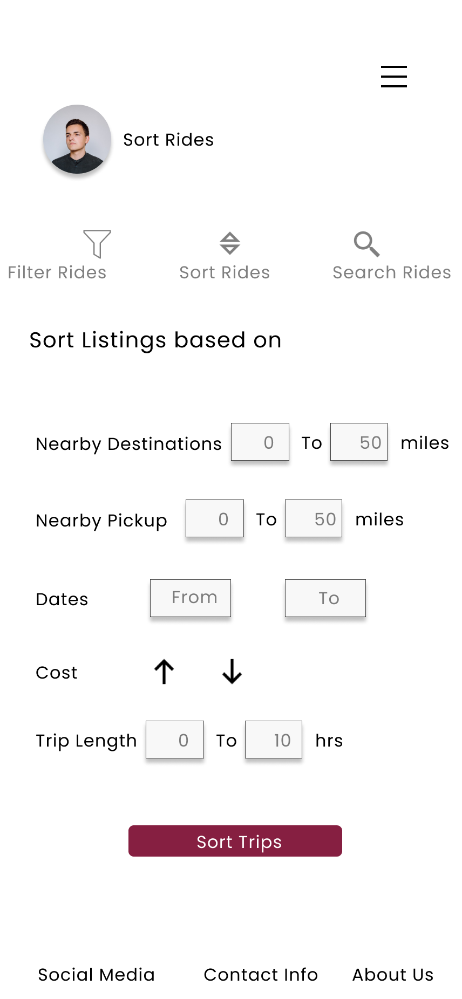 Sort Rides
Filter Rides Sort Rides Search Rides
Sort Listings based on
Nearby Destinations 0 To 50 miles
Nearby Pickup 0 To 50 miles
Dates From To
Cost
Trip Length 0 To 10 hrs
Sort Trips
Social Media Contact Info About Us